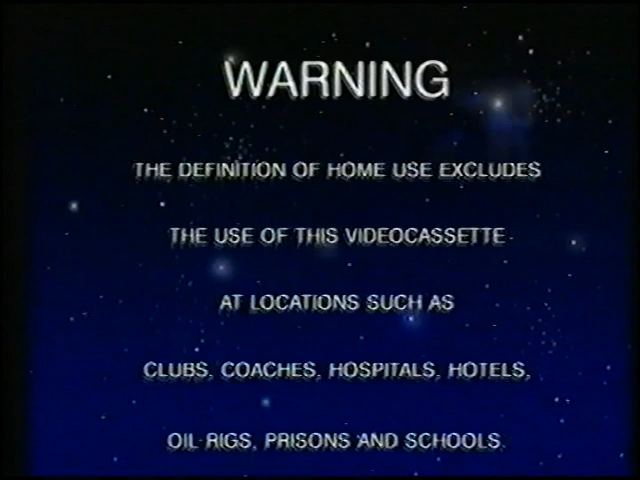 WARNING
THE DEFINITION OF HOME USE EXCLUDES
THE USE OF THIS VIDEOCASSETTE
AT LOCATIONS SUCH AS
CLUBS, COACHES, HOSPITALS, HOTELS,
OIL RIGS, PRISONS AND SCHOOLS.